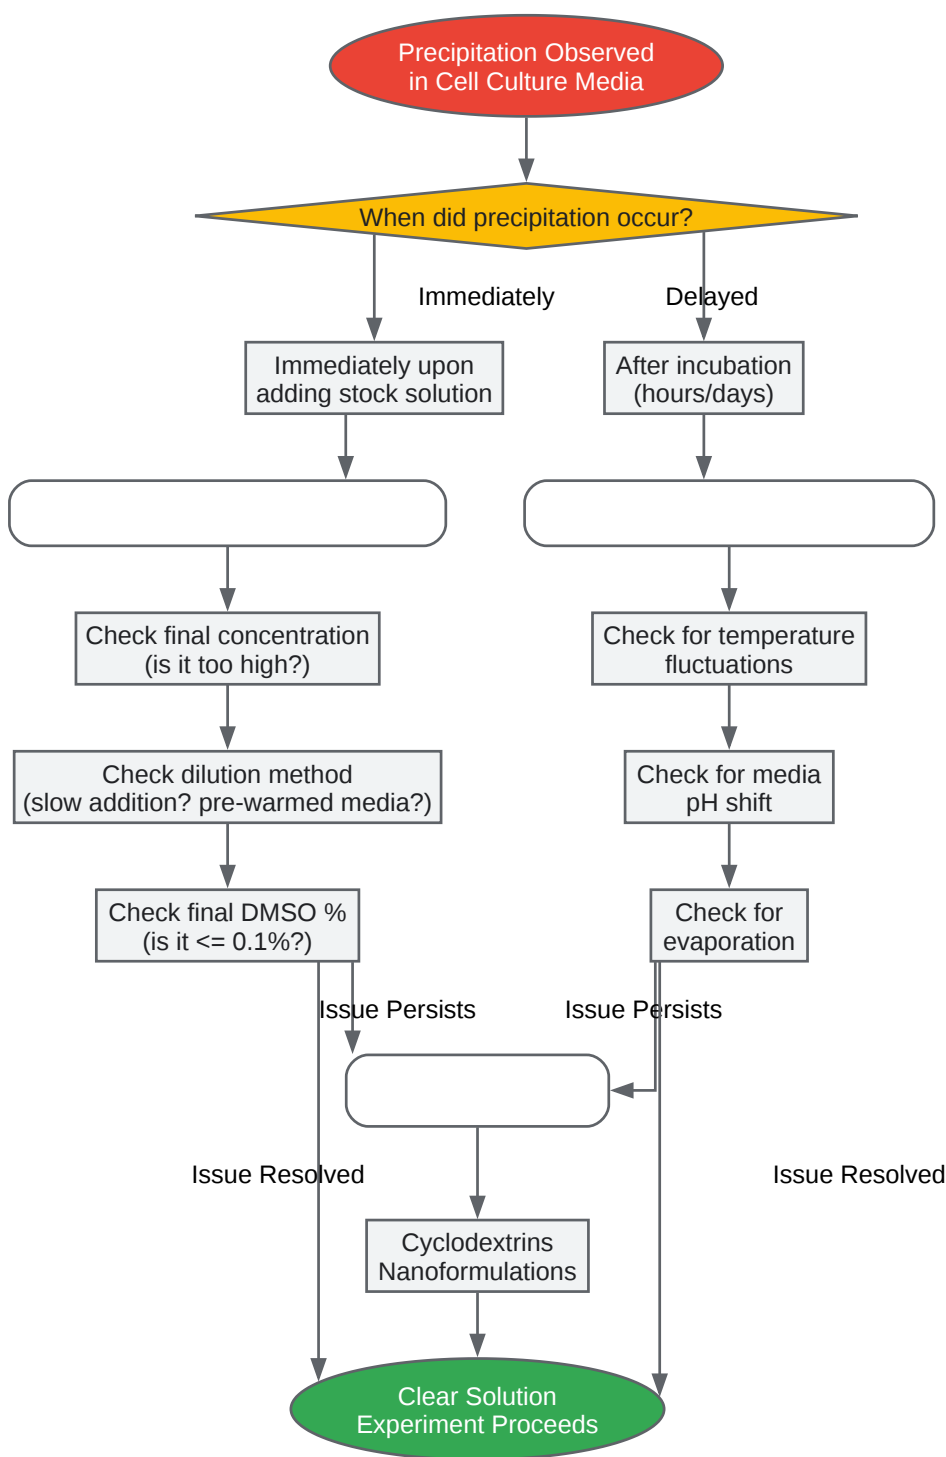 Precipitation Observed
in Cell Culture Media
When did precipitation occur?
Immediately
Delayed
Immediately upon
adding stock solution
After incubation
(hours/days)
Check final concentration
(is it too high?)
Check for temperature
fluctuations
Check dilution method
(slow addition? pre-warmed media?)
Check for media
pH shift
Check final DMSO %
(is it <= 0.1%?)
Check for
evaporation
Issue Persists
Issue Persists
Issue Resolved
Issue Resolved
Cyclodextrins
Nanoformulations
Clear Solution
Experiment Proceeds